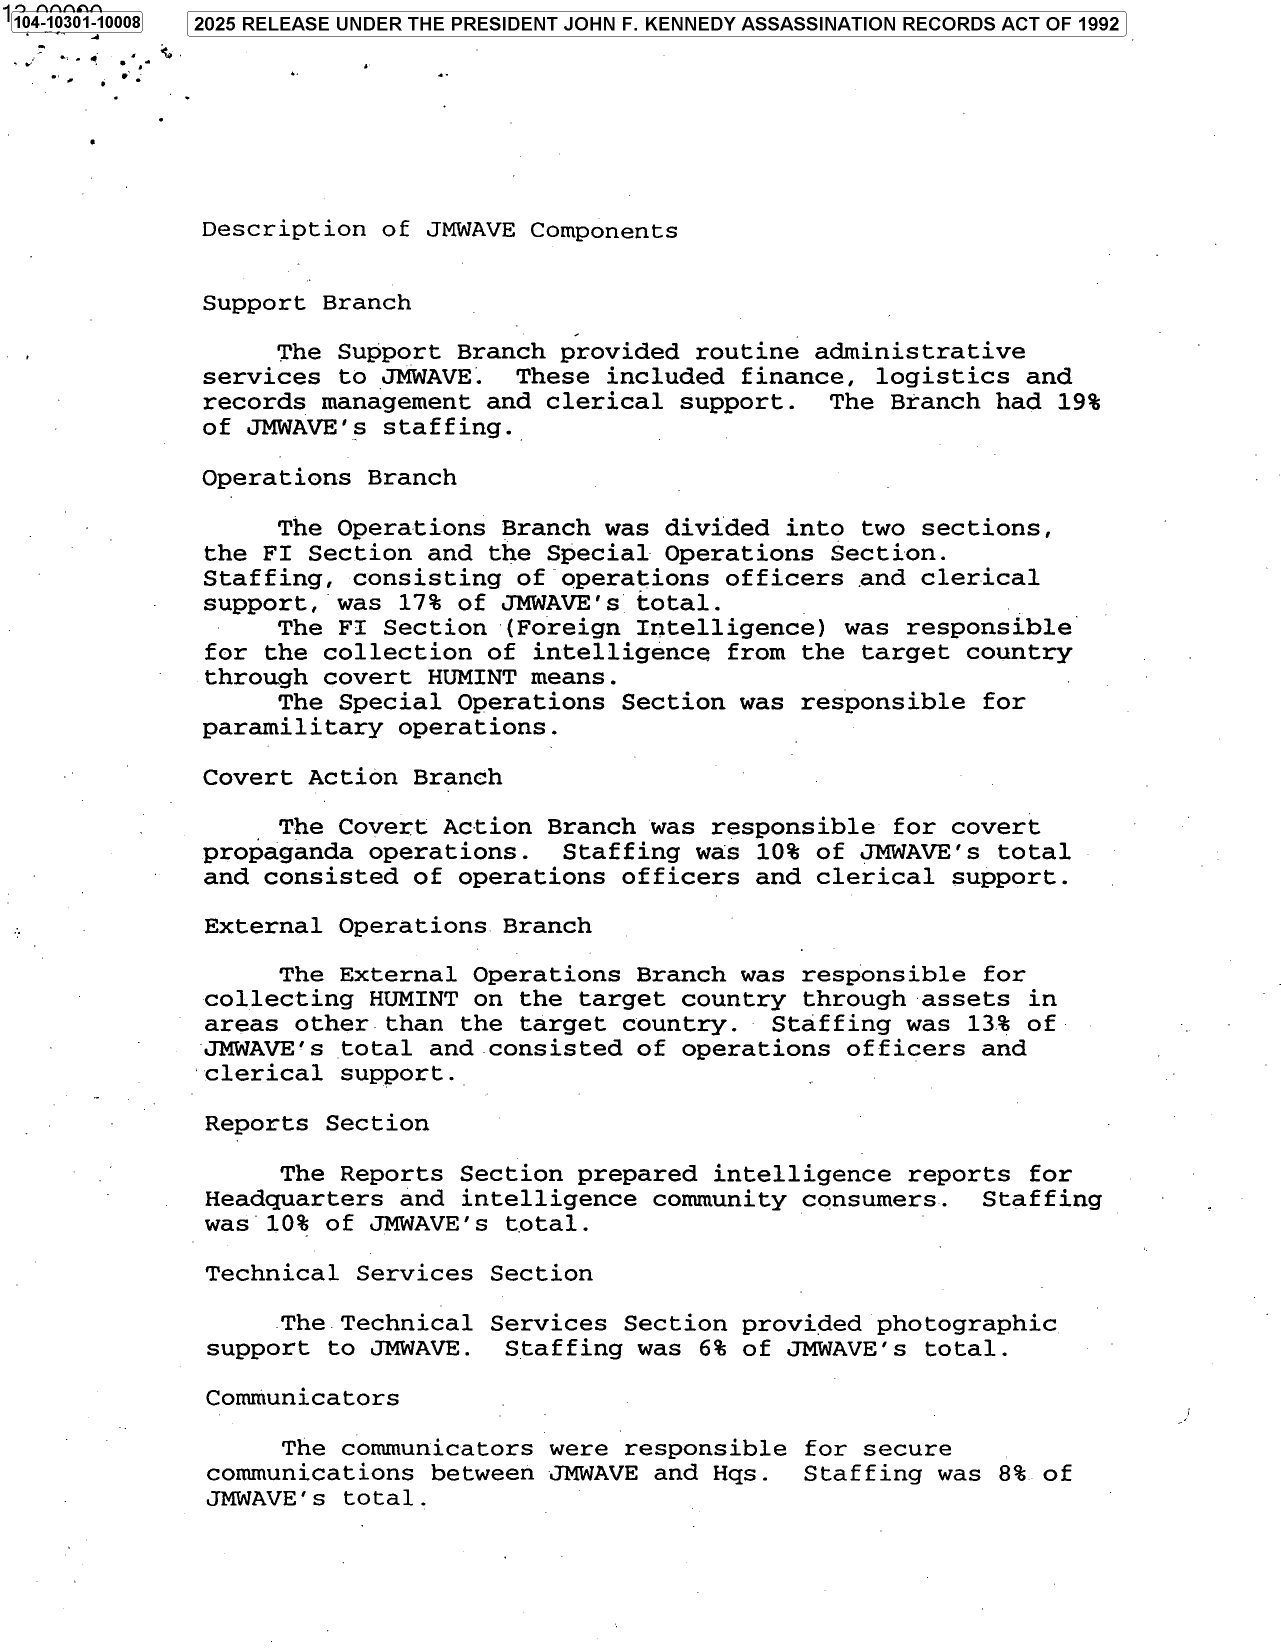 104-10301-10008
2025 RELEASE UNDER THE PRESIDENT JOHN F. KENNEDY ASSASSINATION RECORDS ACT OF 1992
Description of JMWAVE Components
Support Branch
The Support Branch provided routine administrative
services to JMWAVE. These included finance, logistics and
records management and clerical support. The Branch had 19%
of JMWAVE's staffing.
Operations Branch
The Operations Branch was divided into two sections,
the FI Section and the Special Operations Section.
Staffing, consisting of operations officers and clerical
support, was 17% of JMWAVE's total.
The FI Section (Foreign Intelligence) was responsible
for the collection of intelligence from the target country
through covert HUMINT means.
The Special Operations Section was responsible for
paramilitary operations.
Covert Action Branch
The Covert Action Branch was responsible for covert
propaganda operations. Staffing was 10% of JMWAVE's total
and consisted of operations officers and clerical support.
External Operations Branch
The External Operations Branch was responsible for
collecting HUMINT on the target country through assets in
areas other than the target country. Staffing was 13% of
JMWAVE's total and consisted of operations officers and
clerical support.
Reports Section
The Reports Section prepared intelligence reports for
Headquarters and intelligence community consumers. Staffing
was 10% of JMWAVE's total.
Technical Services Section
The Technical Services Section provided photographic
support to JMWAVE. Staffing was 6% of JMWAVE's total.
Communicators
The communicators were responsible for secure
communications between JMWAVE and Hqs. Staffing was 8% of
JMWAVE's total.